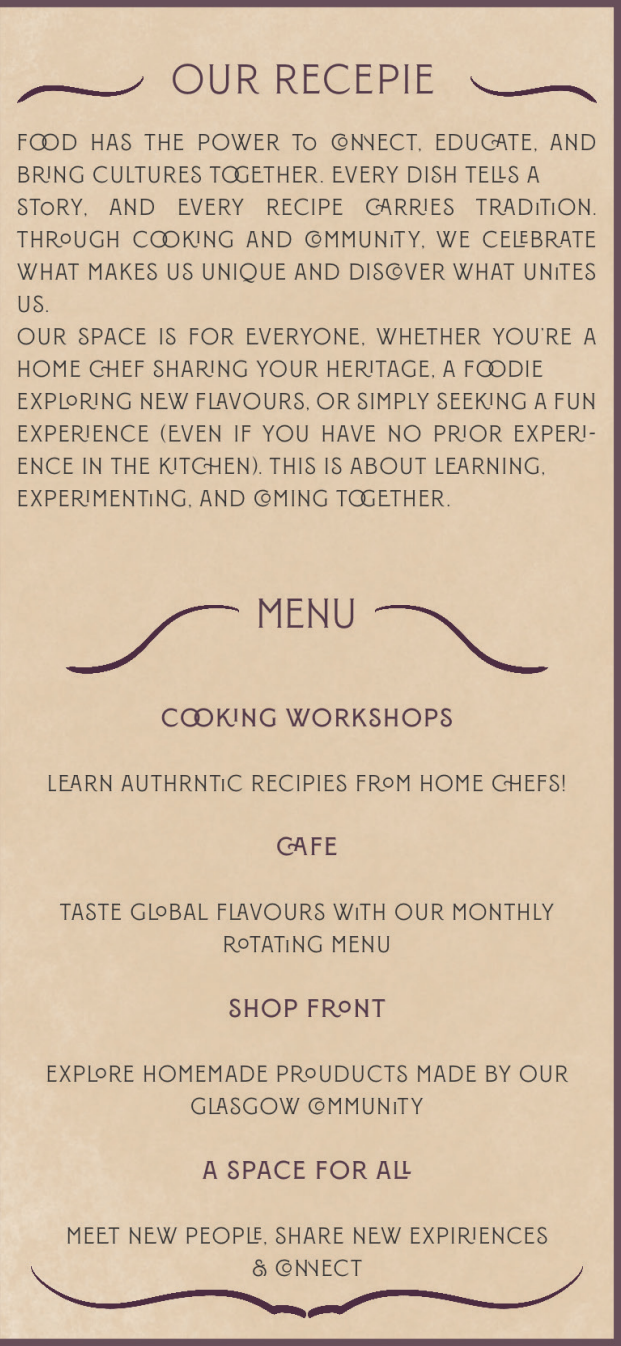 OUR RECEPIE
FOOD HAS THE POWER To CONNECT, EDUCATE, AND
BRING CULTURES TOGETHER. EVERY DISH TELLS A
SToRY, AND EVERY RECIPE CARRIES TRADITION.
THRoUGH COOKING AND COMMUNITY, WE CELEBRATE
WHAT MAKES US UNIQUE AND DISCOVER WHAT UNITES
US.
OUR SPACE IS FOR EVERYONE, WHETHER YOU'RE A
HOME CHEF SHARING YOUR HERITAGE, A FOODIE
EXPLoRING NEW FLAVOURS, OR SIMPLY SEEKING A FUN
EXPERIENCE (EVEN IF YOU HAVE NO PRIOR EXPERI-
ENCE IN THE KITCHEN). THIS IS ABOUT LEARNING,
EXPERIMENTING, AND COMING TOGETHER.
MENU
COOKING WORKSHOPS
LEARN AUTHRNTIC RECIPIES FRoM HOME CHEFS!
CAFE
TASTE GLoBAL FLAVOURS WITH OUR MONTHLY
RoTATING MENU
SHOP FRoNT
EXPLoRE HOMEMADE PRoUDUCTS MADE BY OUR
GLASGOW COMMUNITY
A SPACE FOR ALL
MEET NEW PEOPLE, SHARE NEW EXPIRIENCES
& CONNECT